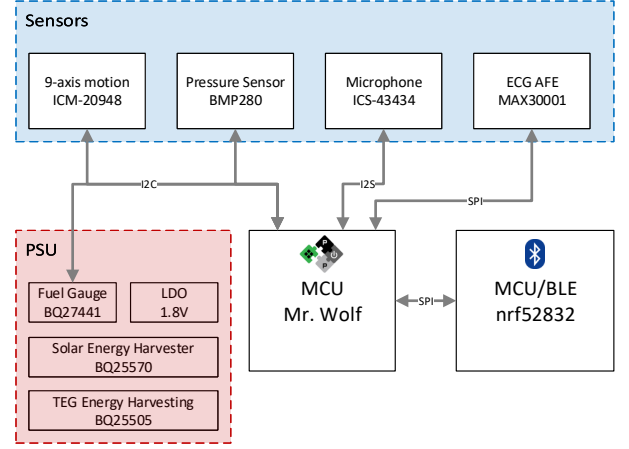 Sensors
9-axis motion
ICM-20948
Pressure Sensor
BMP280
Microphone
ICS-43434
ECG AFE
MAX30001
I2C
I2S
SPI
PSU
Fuel Gauge
BQ27441
LDO
1.8V
Solar Energy Harvester
BQ25570
TEG Energy Harvesting
BQ25505
P
P
MCU
Mr. Wolf
SPI
MCU/BLE
nrf52832